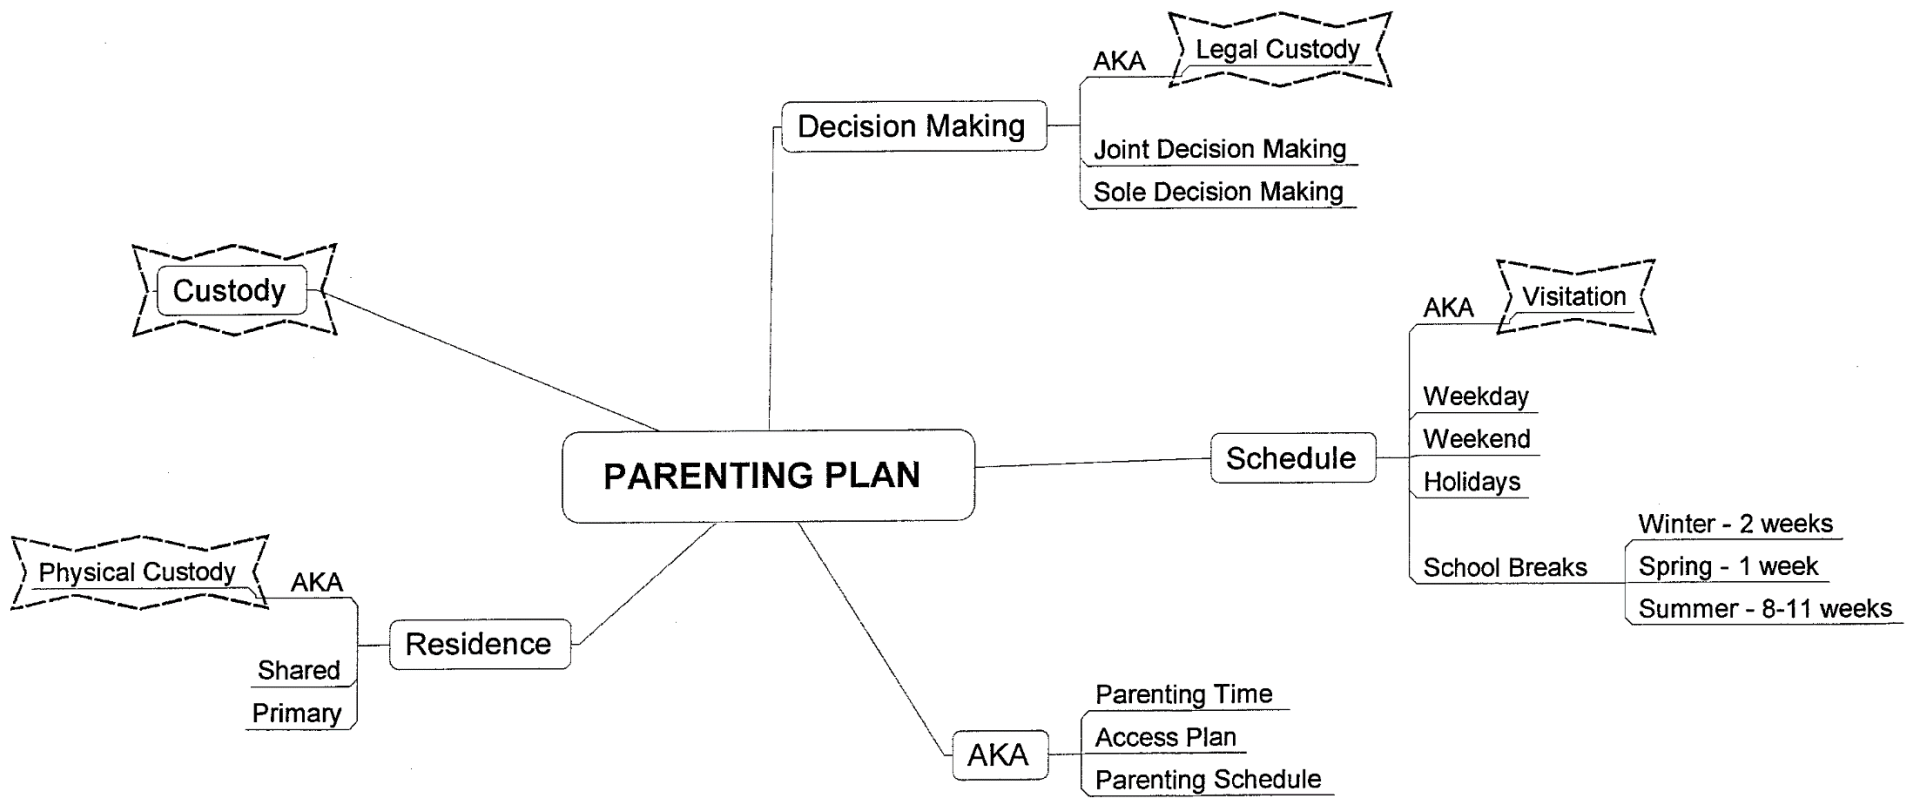 Legal Custody
AKA
Decision Making
Joint Decision Making
Sole Decision Making
Custody
Visitation
AKA
Weekday
Weekend
Holidays
Schedule
PARENTING PLAN
Winter - 2 weeks
School Breaks
Spring - 1 week
Summer - 8-11 weeks
Physical Custody
AKA
Residence
Shared
Primary
AKA
Parenting Time
Access Plan
Parenting Schedule